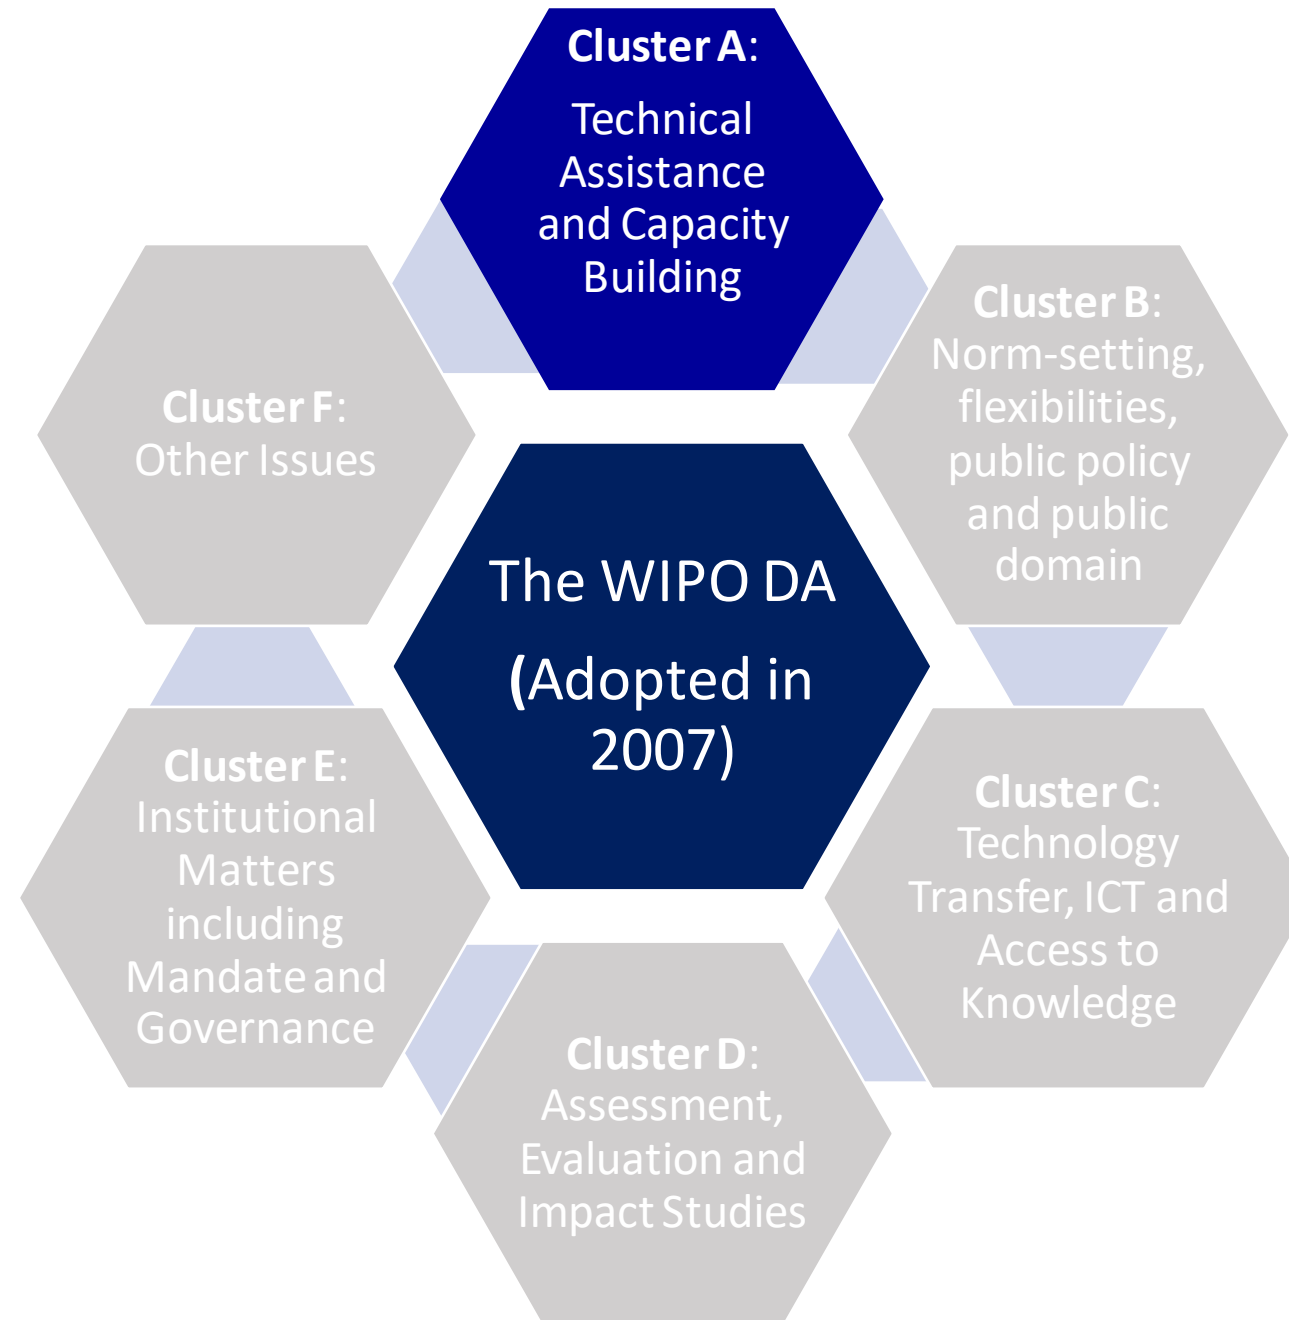 Cluster A:
Technical
Assistance
and Capacity
Building
Cluster B:
Norm-setting,
flexibilities,
public policy
and public
domain
Cluster C:
Technology
Transfer, ICT and
Access to
Knowledge
Cluster D:
Assessment,
Evaluation and
Impact Studies
Cluster E:
Institutional
Matters
including
Mandate and
Governance
Cluster F:
Other Issues
The WIPO DA
(Adopted in
2007)